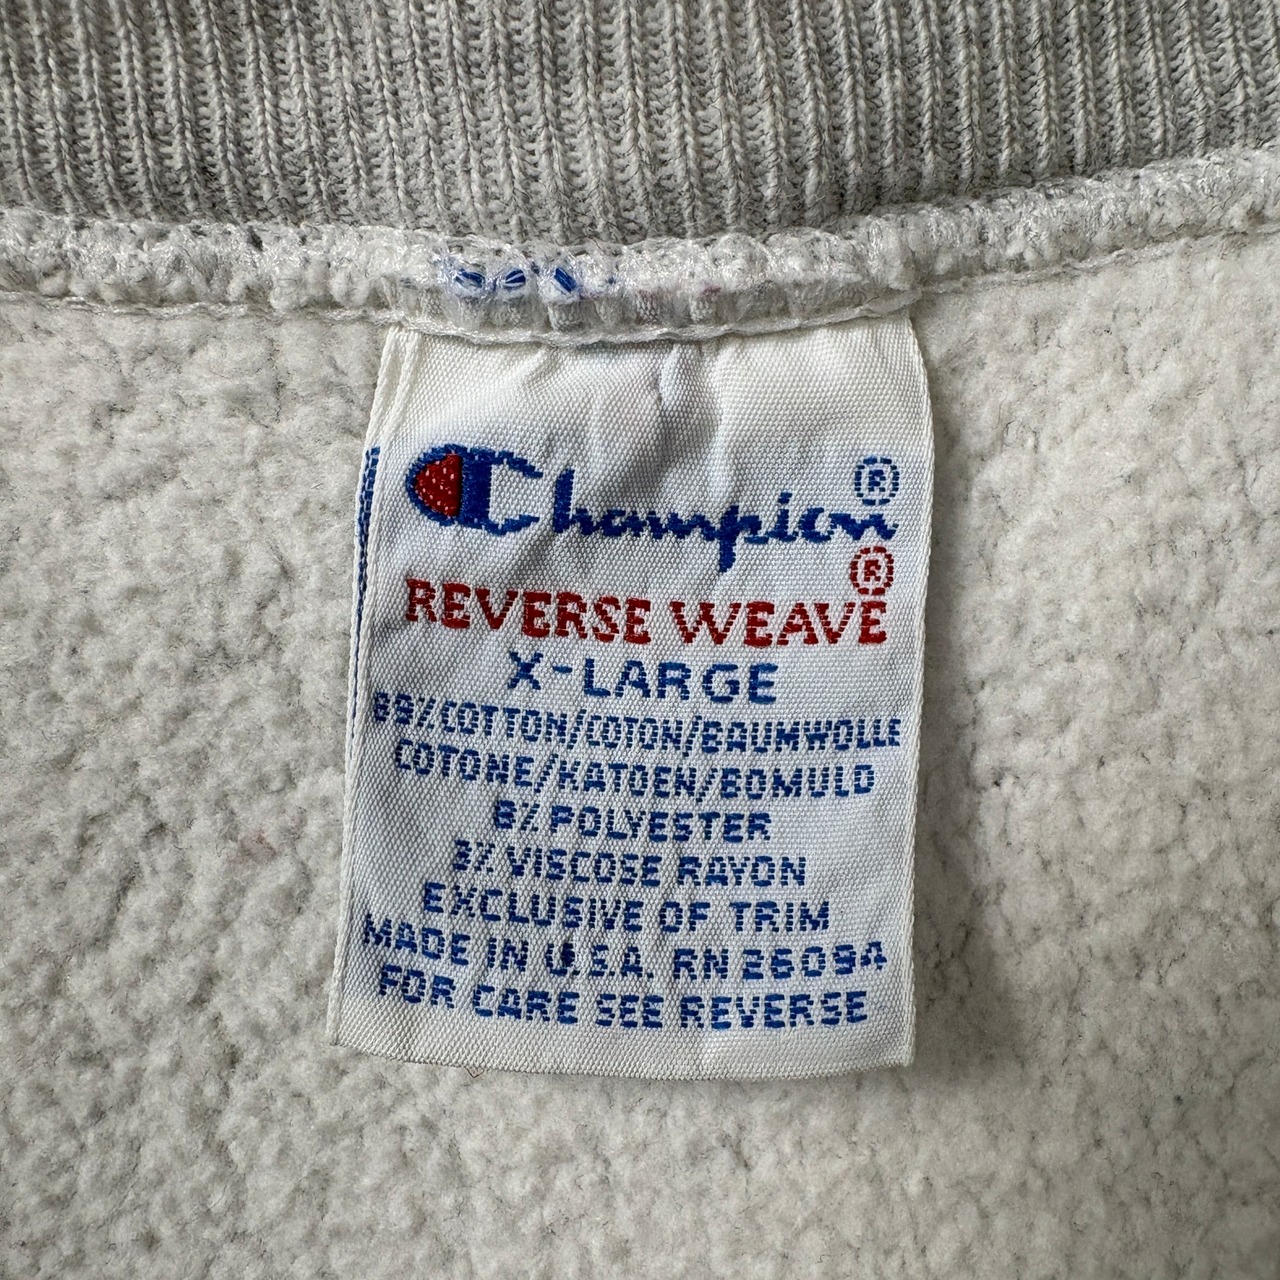 Champion®
REVERSE WEAVE®
X-LARGE
89% COTTON/COTON/BAUMWOLLE
COTONE/KATOEN/BOMULD
8% POLYESTER
3% VISCOSE RAYON
EXCLUSIVE OF TRIM
MADE IN U.S.A. RN 26094
FOR CARE SEE REVERSE